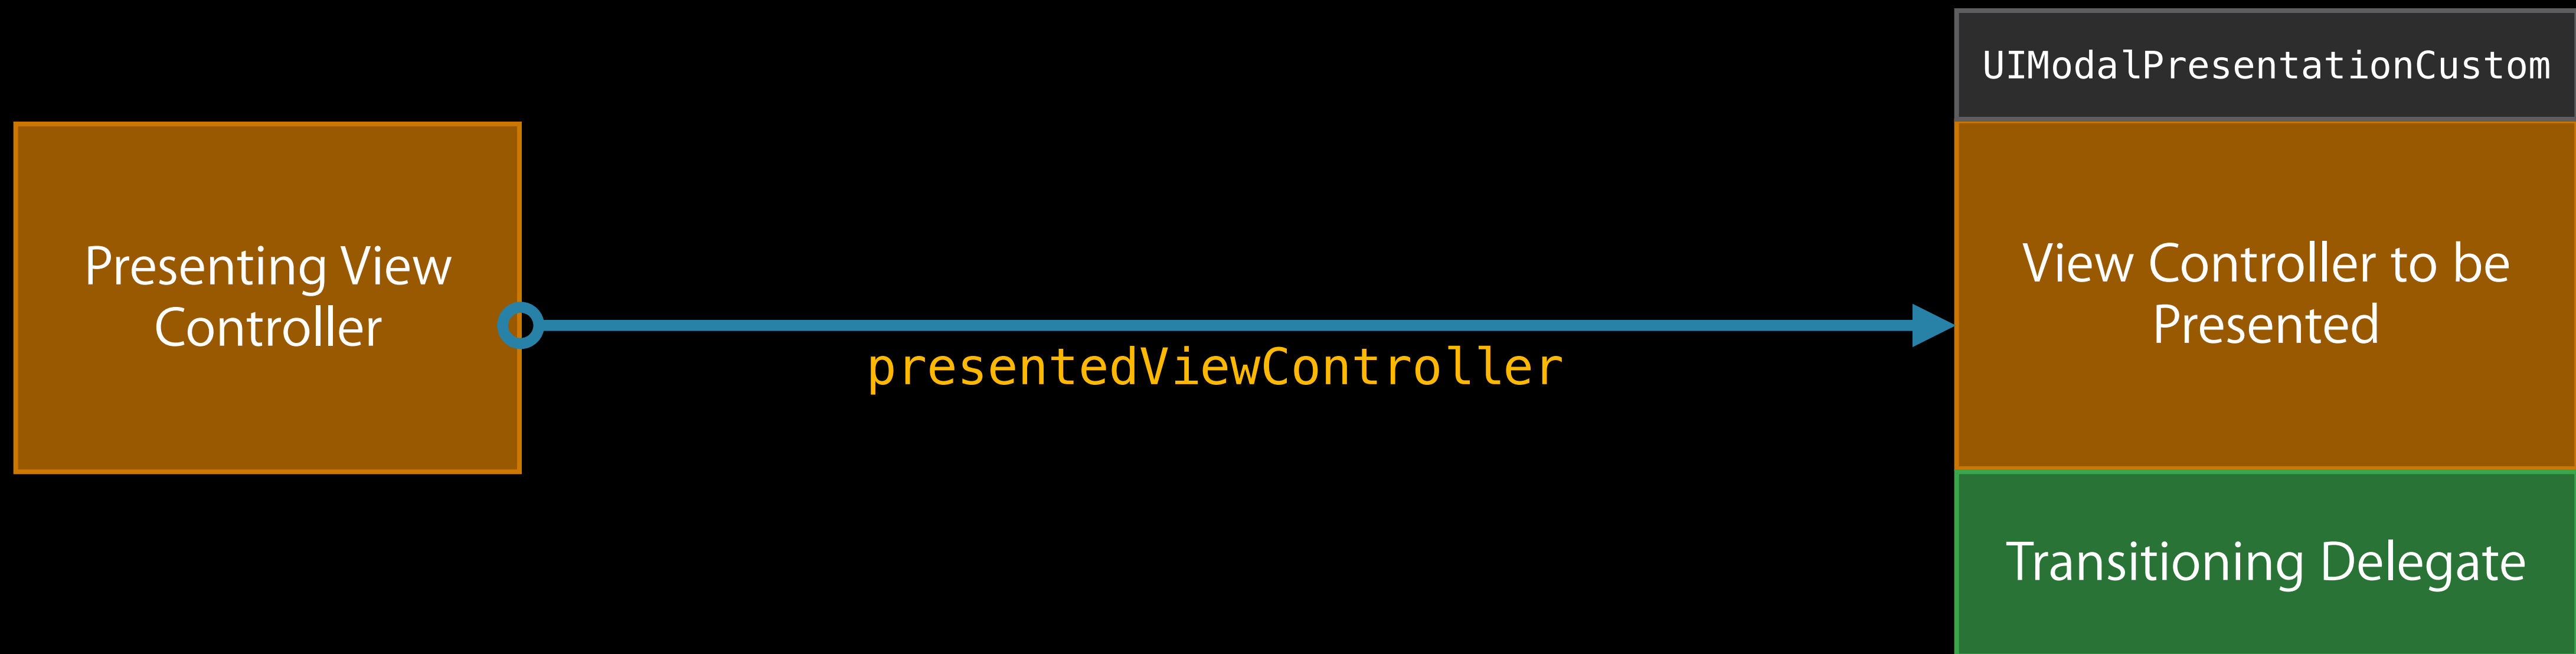 UIModalPresentationCustom
Presenting View
Controller
presentedViewController
View Controller to be
Presented
Transitioning Delegate